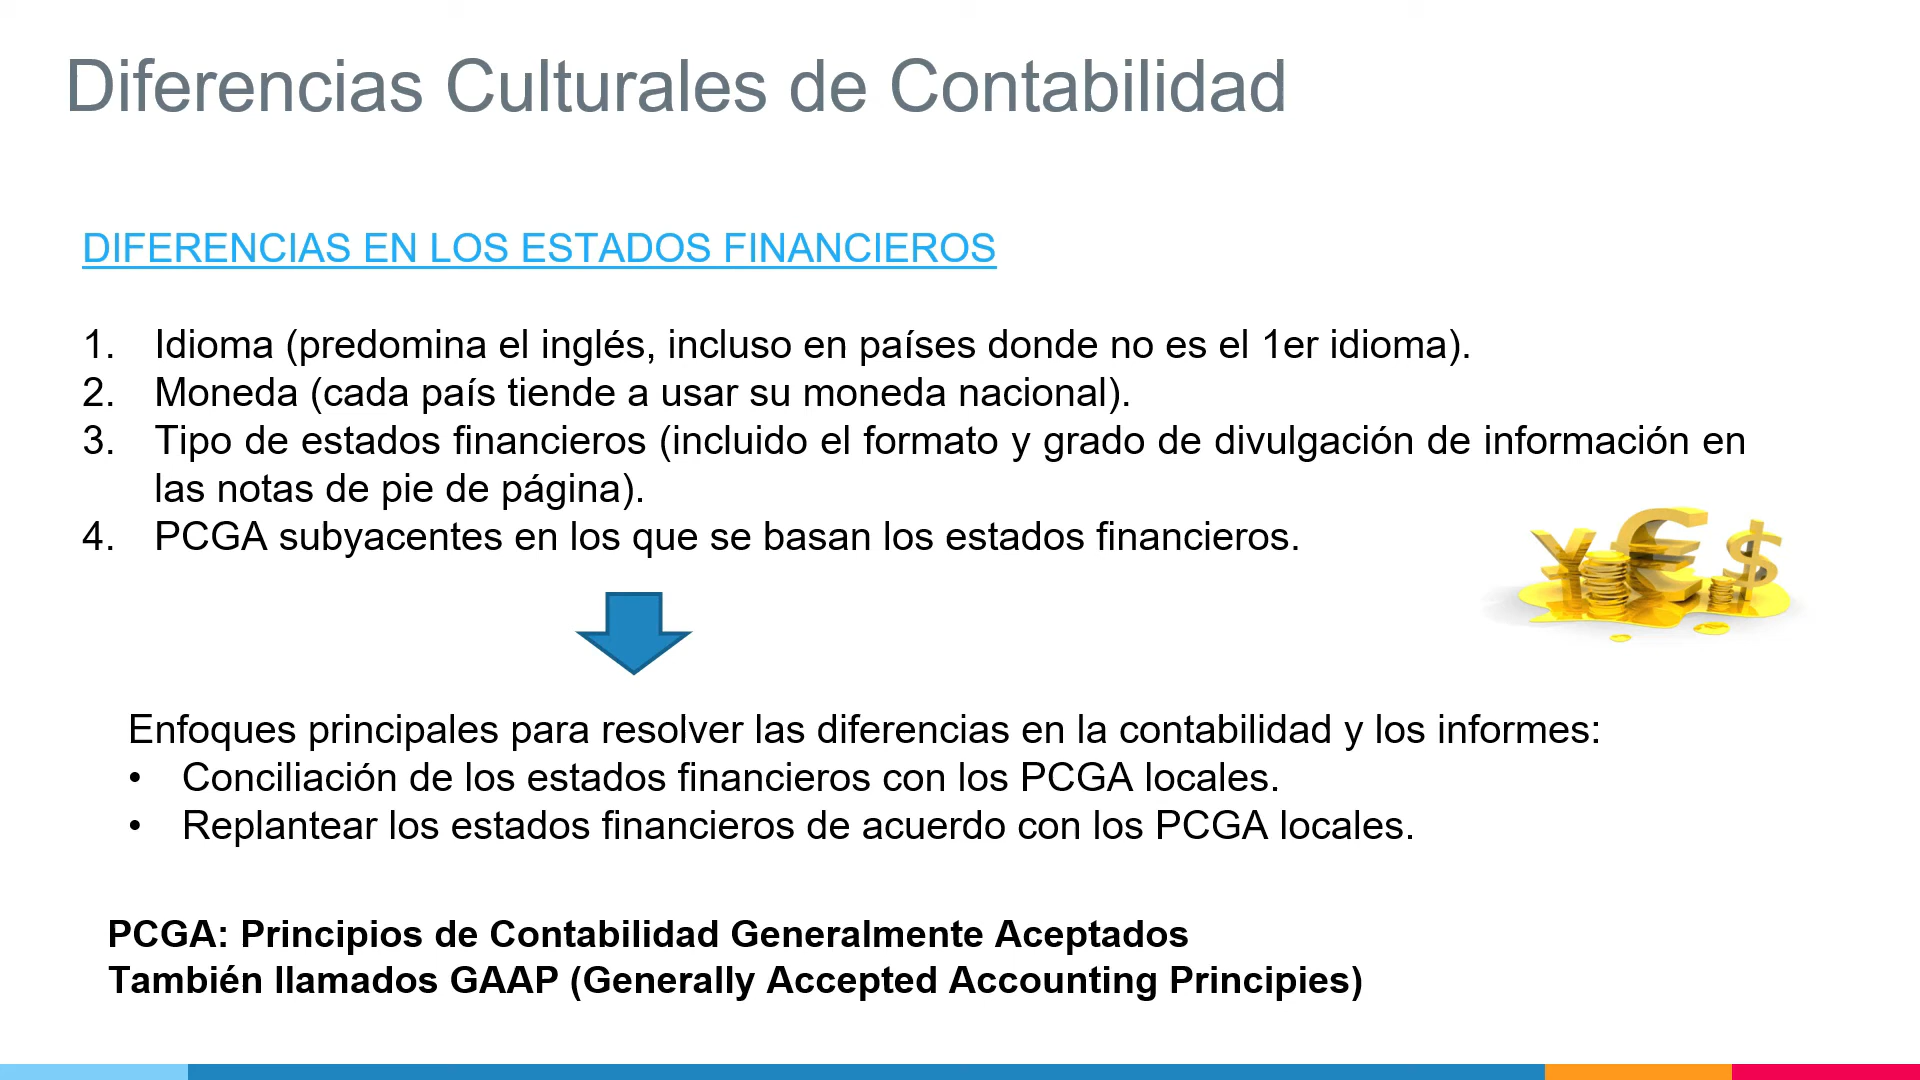 Diferencias Culturales de Contabilidad
DIFERENCIAS EN LOS ESTADOS FINANCIEROS
1. Idioma (predomina el inglés, incluso en países donde no es el 1er idioma).
2. Moneda (cada país tiende a usar su moneda nacional).
3. Tipo de estados financieros (incluido el formato y grado de divulgación de información en
las notas de pie de página).
4. PCGA subyacentes en los que se basan los estados financieros.
Enfoques principales para resolver las diferencias en la contabilidad y los informes:
• Conciliación de los estados financieros con los PCGA locales.
• Replantear los estados financieros de acuerdo con los PCGA locales.
PCGA: Principios de Contabilidad Generalmente Aceptados
También llamados GAAP (Generally Accepted Accounting Principies)